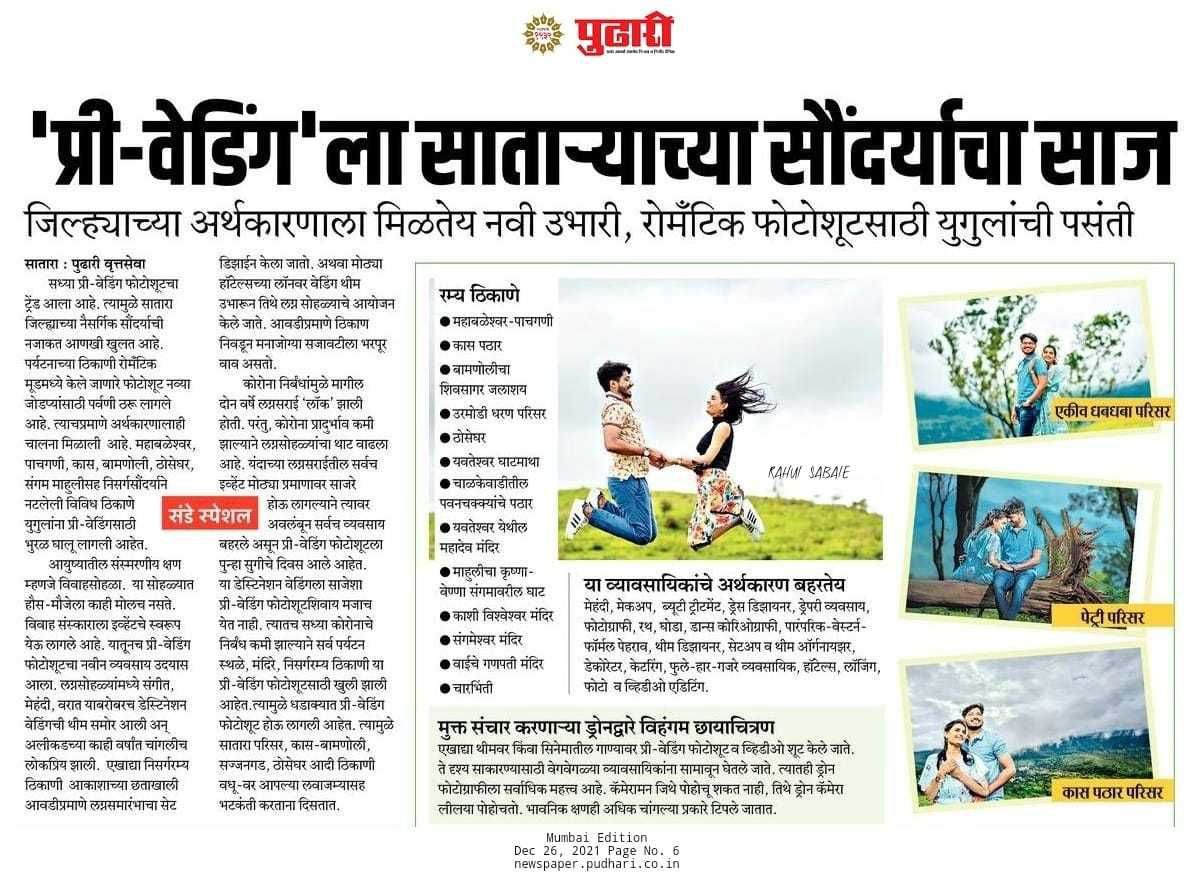 पुढारी
'प्री-वेडिंग'ला साताऱ्याच्या सौंदर्याचा साज
जिल्ह्याच्या अर्थकारणाला मिळतेय नवी उभारी, रोमँटिक फोटोशूटसाठी युगुलांची पसंती
सातारा : पुढारी वृत्तसेवा
सध्या प्री-वेडिंग फोटोशूटचा
ट्रेंड आला आहे. त्यामुळे सातारा
जिल्ह्याच्या नैसर्गिक सौंदर्याची
नजाकत आणखी खुलत आहे.
पर्यटनाच्या ठिकाणी रोमँटिक
मूडमध्ये केले जाणारे फोटोशूट नव्या
जोडप्यांसाठी पर्वणी ठरू लागले
आहे. त्याचप्रमाणे अर्थकारणालाही
चालना मिळाली आहे. महाबळेश्वर,
पाचगणी, कास, बामणोली, ठोसेघर,
संगम माहुलीसह निसर्गसौंदर्याने
नटलेली विविध ठिकाणे
युगुलांना प्री-वेडिंगसाठी
भुरळ घालू लागली आहेत.
आयुष्यातील संस्मरणीय क्षण
म्हणजे विवाहसोहळा. या सोहळ्यात
हौस-मौजेला काही मोलच नसते.
विवाह संस्काराला इव्हेंटचे स्वरूप
येऊ लागले आहे. यातूनच प्री-वेडिंग
फोटोशूटचा नवीन व्यवसाय उदयास
आला. लग्नसोहळ्यांमध्ये संगीत,
मेहंदी, वरात याबरोबरच डेस्टिनेशन
वेडिंगची थीम समोर आली अन्
अलीकडच्या काही वर्षांत चांगलीच
लोकप्रिय झाली. एखाद्या निसर्गरम्य
ठिकाणी आकाशाच्या छताखाली
आवडीप्रमाणे लग्नसमारंभाचा सेट
संडे स्पेशल
डिझाईन केला जातो. अथवा मोठ्या
हॉटेल्सच्या लॉनवर वेडिंग थीम
उभारून तिथे लग्न सोहळ्याचे आयोजन
केले जाते. आवडीप्रमाणे ठिकाण
निवडून मनाजोग्या सजावटीला भरपूर
वाव असतो.
कोरोना निर्बंधांमुळे मागील
दोन वर्षे लग्नसराई 'लॉक' झाली
होती. परंतु, कोरोना प्रादुर्भाव कमी
झाल्याने लग्नसोहळ्यांचा थाट वाढला
आहे. यंदाच्या लग्नसराईतील सर्वच
इव्हेंट मोठ्या प्रमाणावर साजरे
होऊ लागल्याने त्यावर
अवलंबून सर्वच व्यवसाय
बहरले असून प्री-वेडिंग फोटोशूटला
पुन्हा सुगीचे दिवस आले आहेत.
या डेस्टिनेशन वेडिंगला साजेशा
प्री-वेडिंग फोटोशूटशिवाय मजाच
येत नाही. त्यातच सध्या कोरोनाचे
निर्बंध कमी झाल्याने सर्व पर्यटन
स्थळे, मंदिरे, निसर्गरम्य ठिकाणी या
प्री-वेडिंग फोटोशूटसाठी खुली झाली
आहेत.त्यामुळे धडाक्यात प्री-वेडिंग
फोटोशूट होऊ लागली आहेत. त्यामुळे
सातारा परिसर, कास-बामणोली,
सज्जनगड, ठोसेघर आदी ठिकाणी
वधू-वर आपल्या लवाजम्यासह
भटकंती करताना दिसतात.
रम्य ठिकाणे
● महाबळेश्वर-पाचगणी
● कास पठार
● बामणोलीचा
शिवसागर जलाशय
● उरमोडी धरण परिसर
● ठोसेघर
● यवतेश्वर घाटमाथा
● चाळकेवाडीतील
पवनचक्क्यांचे पठार
● यवतेश्वर येथील
महादेव मंदिर
● माहुलीचा कृष्णा-
वेण्णा संगमावरील घाट
● काशी विश्वेश्वर मंदिर
● संगमेश्वर मंदिर
● वाईचे गणपती मंदिर
● चारभिंती
RAHUL SABALE
या व्यावसायिकांचे अर्थकारण बहरतेय
मेहंदी, मेकअप, ब्यूटी ट्रीटमेंट, ड्रेस डिझायनर, ड्रेपरी व्यवसाय,
फोटोग्राफी, रथ, घोडा, डान्स कोरिओग्राफी, पारंपरिक-वेस्टर्न-
फॉर्मल पेहराव, थीम डिझायनर, सेटअप व थीम ऑर्गनायझर,
डेकोरेटर, केटरिंग, फुले-हार-गजरे व्यवसायिक, हॉटेल्स, लॉजिंग,
फोटो व व्हिडीओ एडिटिंग.
मुक्त संचार करणाऱ्या ड्रोनद्वारे विहंगम छायाचित्रण
एखाद्या थीमवर किंवा सिनेमातील गाण्यावर प्री-वेडिंग फोटोशूट व व्हिडीओ शूट केले जाते.
ते दृश्य साकारण्यासाठी वेगवेगळ्या व्यावसायिकांना सामावून घेतले जाते. त्यातही ड्रोन
फोटोग्राफीला सर्वाधिक महत्त्व आहे. कॅमेरामन जिथे पोहोचू शकत नाही, तिथे ड्रोन कॅमेरा
लीलया पोहोचतो. भावनिक क्षणही अधिक चांगल्या प्रकारे टिपले जातात.
एकीव धबधबा परिसर
पेट्री परिसर
कास पठार परिसर
Mumbai Edition
Dec 26, 2021 Page No. 6
newspaper.pudhari.co.in